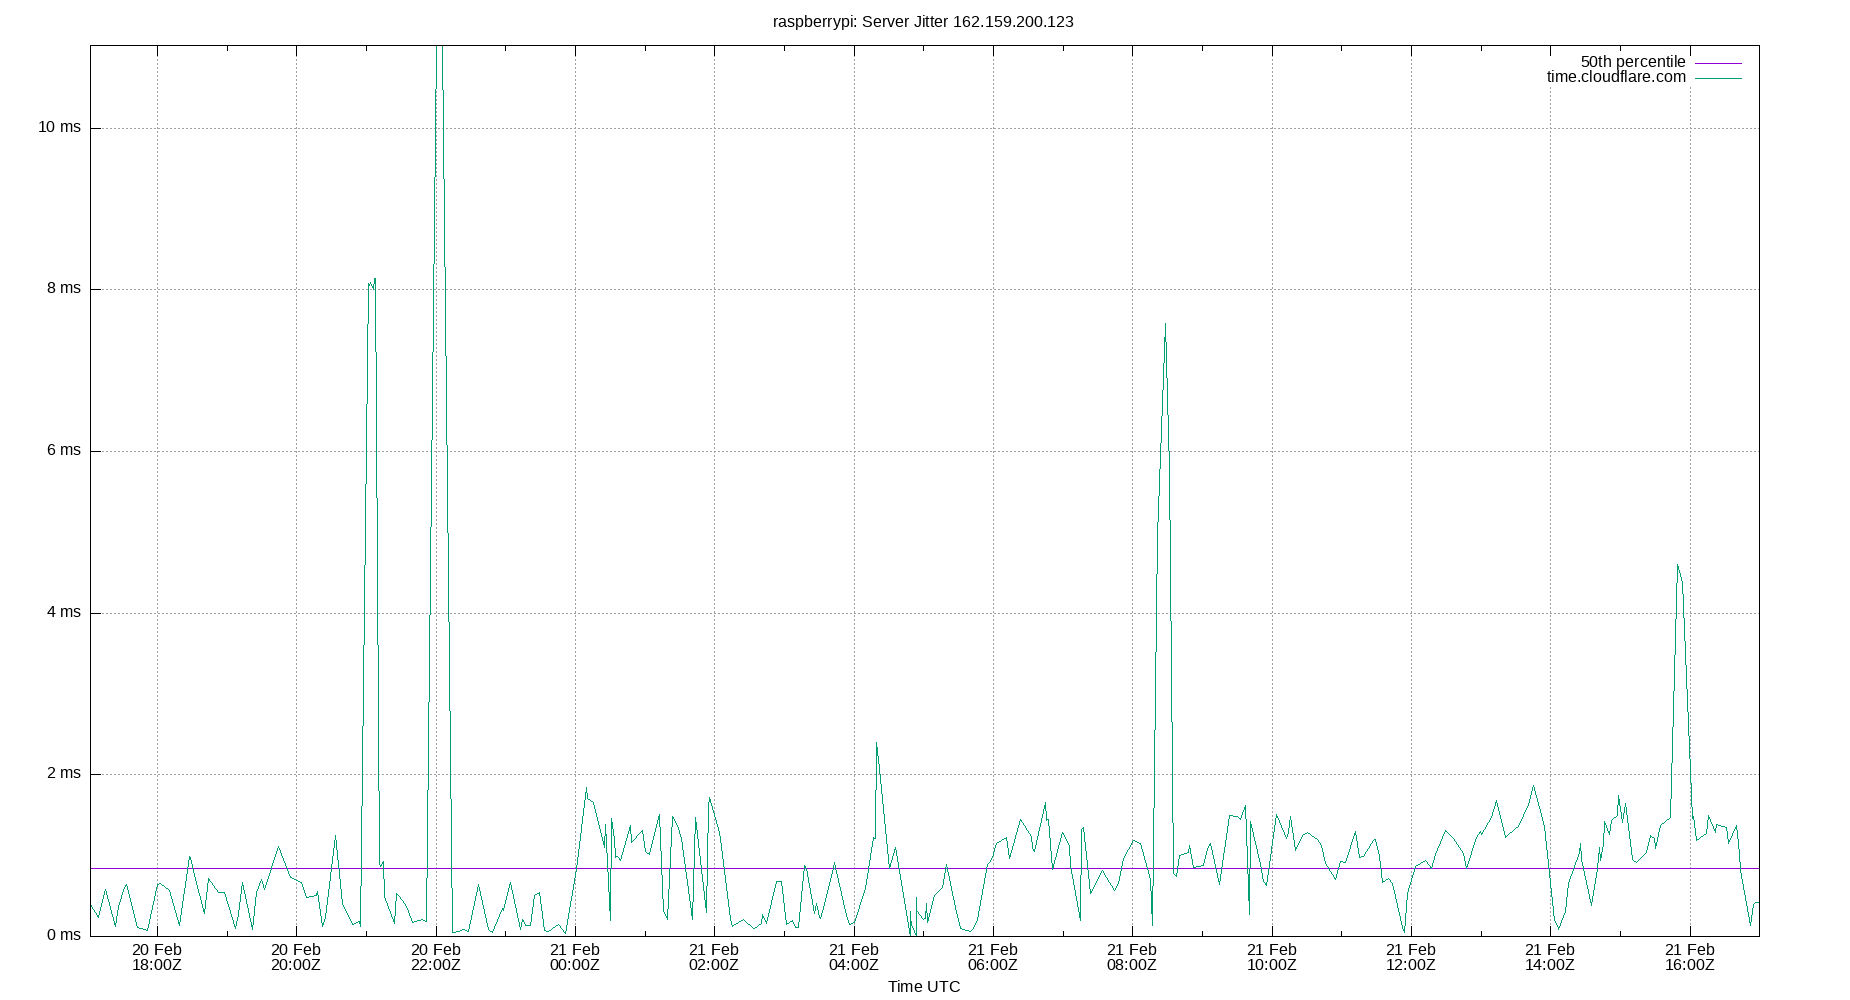 raspberrypi: Server Jitter 162.159.200.123
50th percentile
time.cloudflare.com
10 ms
8 ms
6 ms
4 ms
2 ms
0 ms
20 Feb 20 Feb 20 Feb 21 Feb 21 Feb 21 Feb 21 Feb 21 Feb 21 Feb 21 Feb 21 Feb 21 Feb
18:00Z 20:00Z 22:00Z 00:00Z 02:00Z 04:00Z 06:00Z 08:00Z 10:00Z 12:00Z 14:00Z 16:00Z
Time UTC